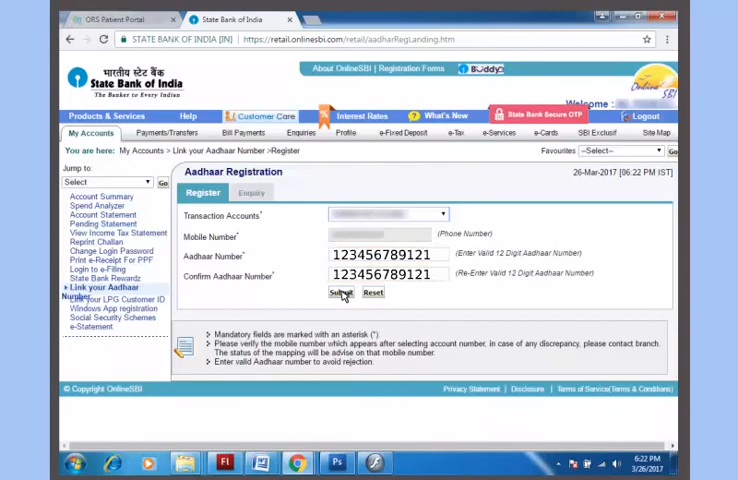 ORS Patient Portal
State Bank of India
STATE BANK OF INDIA [IN] https://retail.onlinesbi.com/retail/aadharRegLanding.htm
भारतीय स्टेट बैंक
State Bank of India
The Banker to Every Indian
About OnlineSBI | Registration Forms
Buddy
Online SBI
Welcome :
Products & Services Help Customer Care Interest Rates What's New State Bank Secure OTP Logout
My Accounts Payments/Transfers Bill Payments Enquiries Profile e-Fixed Deposit e-Tax e-Services e-Cards SBI Exclusif Site Map
You are here: My Accounts > Link your Aadhaar Number >Register Favourites --Select-- Go
Jump to:
Select Go
Account Summary
Spend Analyzer
Account Statement
Pending Statement
View Income Tax Statement
Reprint Challan
Change Login Password
Print e-Receipt for PPF
Login to e-Filing
State Bank Rewardz
Link your Aadhaar
Number
Link your LPG Customer ID
Windows App registration
Social Security Schemes
e-Statement
Aadhaar Registration 26-Mar-2017 [06:22 PM IST]
Register Enquiry
Transaction Accounts*
Mobile Number* (Phone Number)
Aadhar Number* 123456789121 (Enter Valid 12 Digit Aadhar Number)
Confirm Aadhar Number* 123456789121 (Re-Enter Valid 12 Digit Aadhar Number)
Submit Reset
Mandatory fields are marked with an asterisk (*).
Please verify the mobile number which appears after selecting account number, in case of any discrepancy, please contact branch.
The status of the mapping will be advise on that mobile number.
Enter valid Aadhar number to avoid rejection.
© Copyright OnlineSBI Privacy Statement | Disclosure | Terms of Service(Terms & Conditions)
6:22 PM
3/26/2017